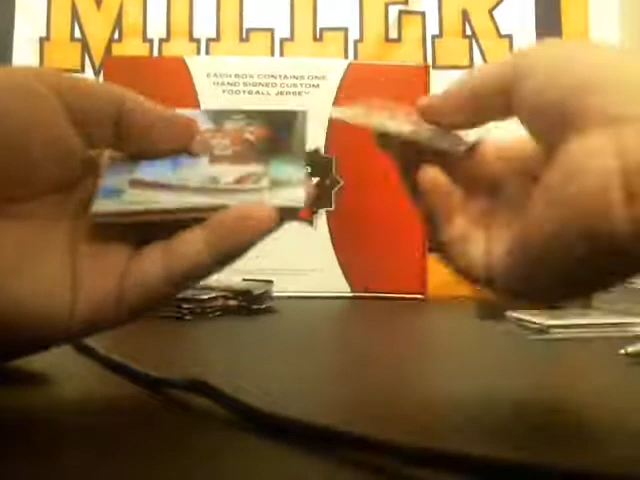 MILLER
EACH BOX CONTAINS ONE
HAND SIGNED CUSTOM
FOOTBALL JERSEY